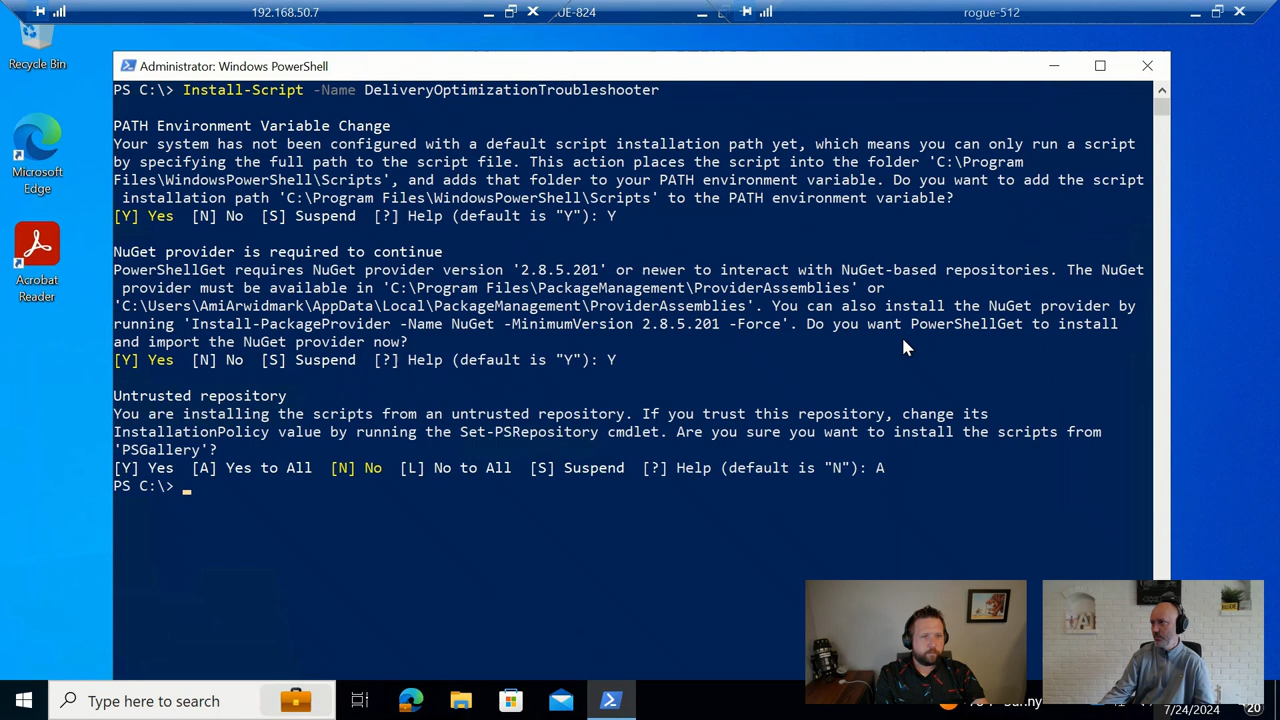 192.168.50.7
UE-824
rogue-512
Recycle Bin
Microsoft
Edge
Acrobat
Reader
Administrator: Windows PowerShell
PS C:\> Install-Script -Name DeliveryOptimizationTroubleshooter
PATH Environment Variable Change
Your system has not been configured with a default script installation path yet, which means you can only run a script
by specifying the full path to the script file. This action places the script into the folder 'C:\Program
Files\WindowsPowerShell\Scripts', and adds that folder to your PATH environment variable. Do you want to add the script
installation path 'C:\Program Files\WindowsPowerShell\Scripts' to the PATH environment variable?
[Y] Yes  [N] No  [S] Suspend  [?] Help (default is "Y"): Y
NuGet provider is required to continue
PowerShellGet requires NuGet provider version '2.8.5.201' or newer to interact with NuGet-based repositories. The NuGet
provider must be available in 'C:\Program Files\PackageManagement\ProviderAssemblies' or
'C:\Users\AmiArwidmark\AppData\Local\PackageManagement\ProviderAssemblies'. You can also install the NuGet provider by
running 'Install-PackageProvider -Name NuGet -MinimumVersion 2.8.5.201 -Force'. Do you want PowerShellGet to install
and import the NuGet provider now?
[Y] Yes  [N] No  [S] Suspend  [?] Help (default is "Y"): Y
Untrusted repository
You are installing the scripts from an untrusted repository. If you trust this repository, change its
InstallationPolicy value by running the Set-PSRepository cmdlet. Are you sure you want to install the scripts from
'PSGallery'?
[Y] Yes  [A] Yes to All  [N] No  [L] No to All  [S] Suspend  [?] Help (default is "N"): A
PS C:\>
Type here to search
7/24/2024
20